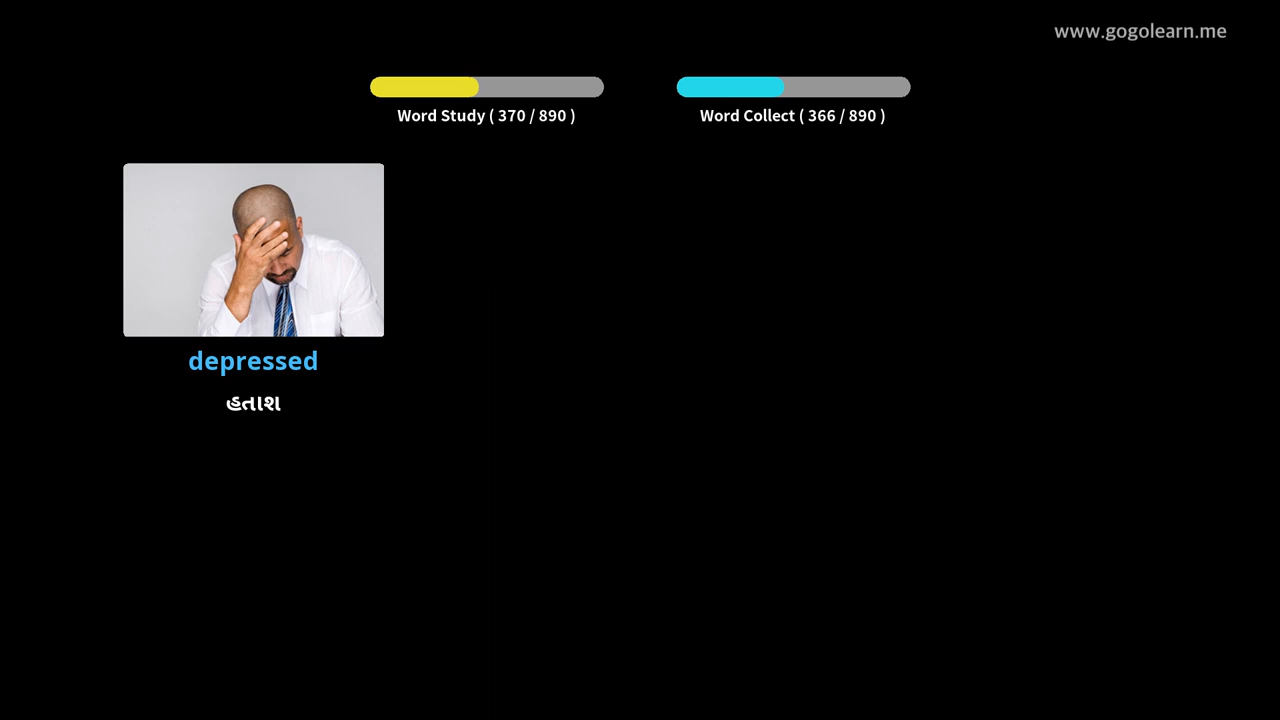 www.gogolearn.me
Word Study ( 370 / 890 )
Word Collect ( 366 / 890 )
depressed
હતાશ